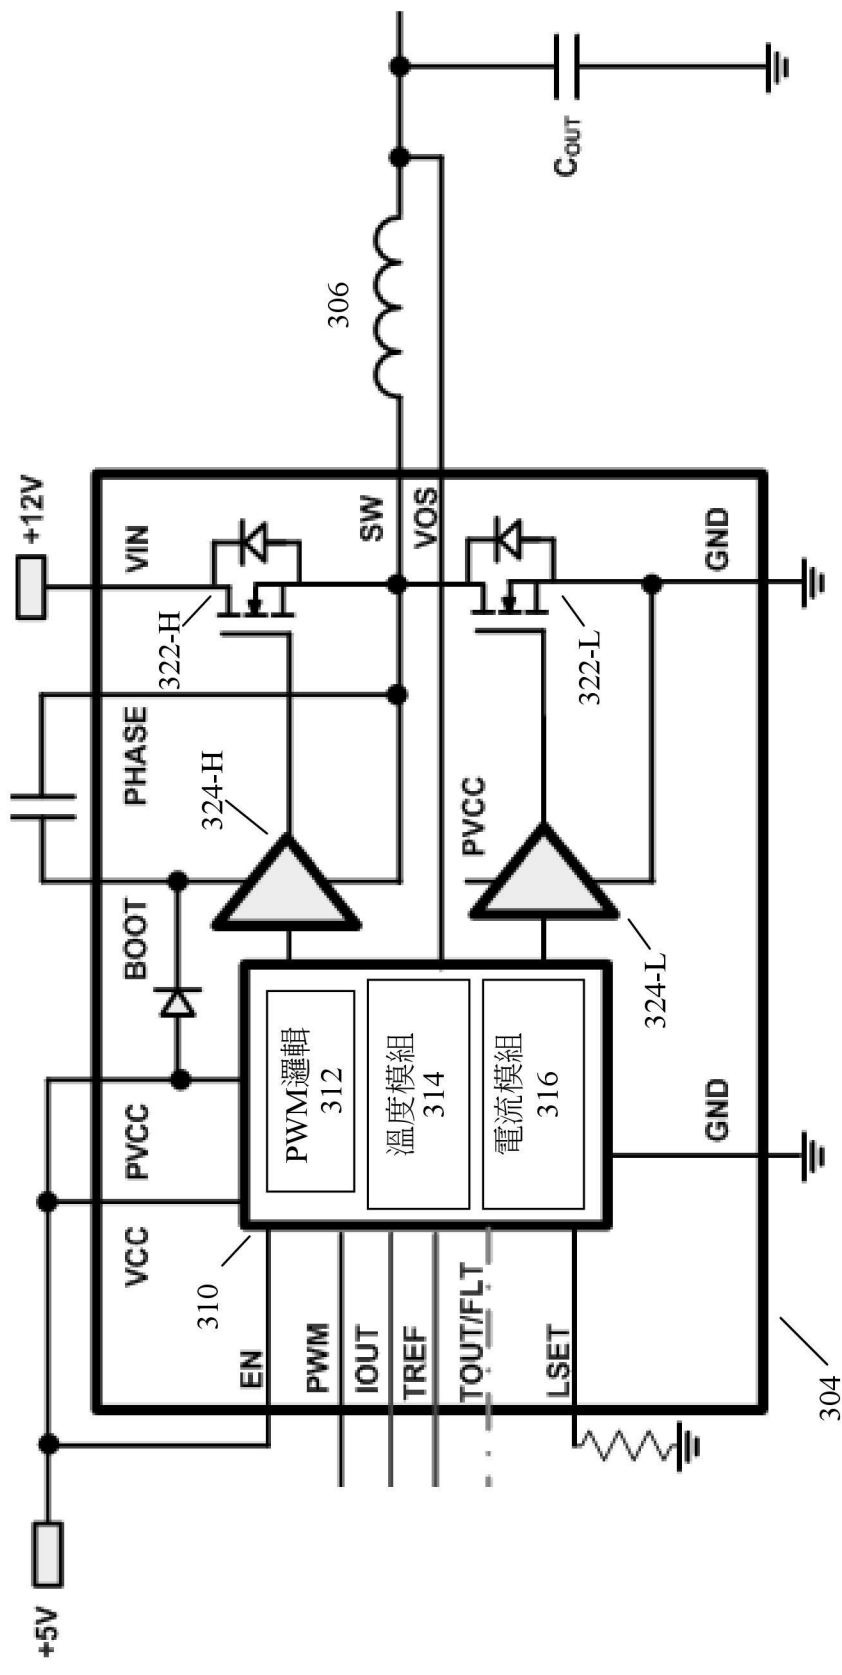 +5V
+12V
VCC
PVCC
BOOT
PHASE
VIN
322-H
324-H
306
SW
VOS
310
EN
PWM
IOUT
TREF
TOUT/FLT
LSET
PWM邏輯
312
溫度模組
314
電流模組
316
PVCC
324-L
322-L
GND
GND
COUT
304